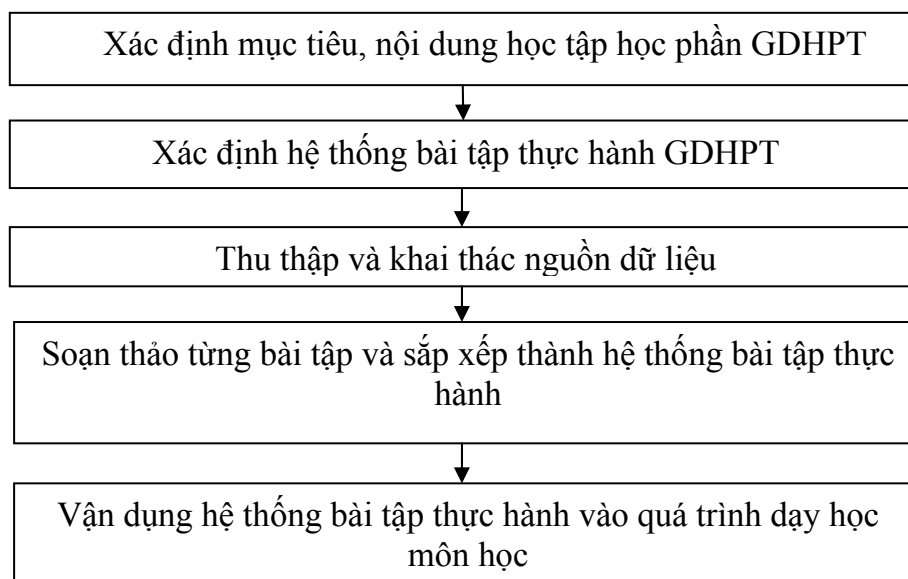 Xác định mục tiêu, nội dung học tập học phần GDHPT
Xác định hệ thống bài tập thực hành GDHPT
Thu thập và khai thác nguồn dữ liệu
Soạn thảo từng bài tập và sắp xếp thành hệ thống bài tập thực
hành
Vận dụng hệ thống bài tập thực hành vào quá trình dạy học
môn học